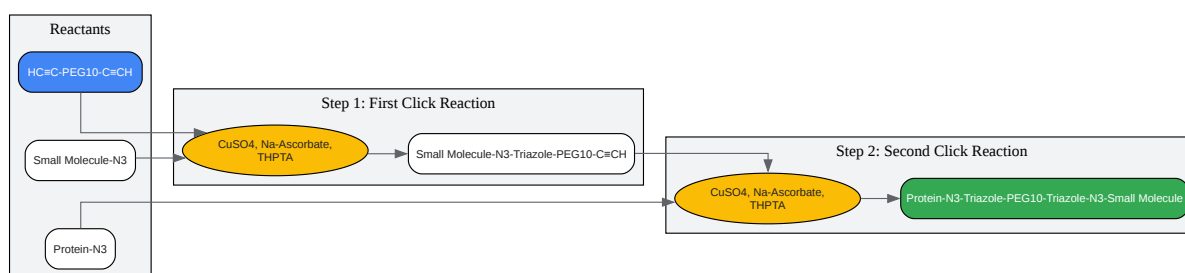 Reactants
HC≡C-PEG10-C≡CH
Small Molecule-N3
Protein-N3
Step 1: First Click Reaction
CuSO4, Na-Ascorbate,
THPTA
Small Molecule-N3-Triazole-PEG10-C≡CH
Step 2: Second Click Reaction
CuSO4, Na-Ascorbate,
THPTA
Protein-N3-Triazole-PEG10-Triazole-N3-Small Molecule